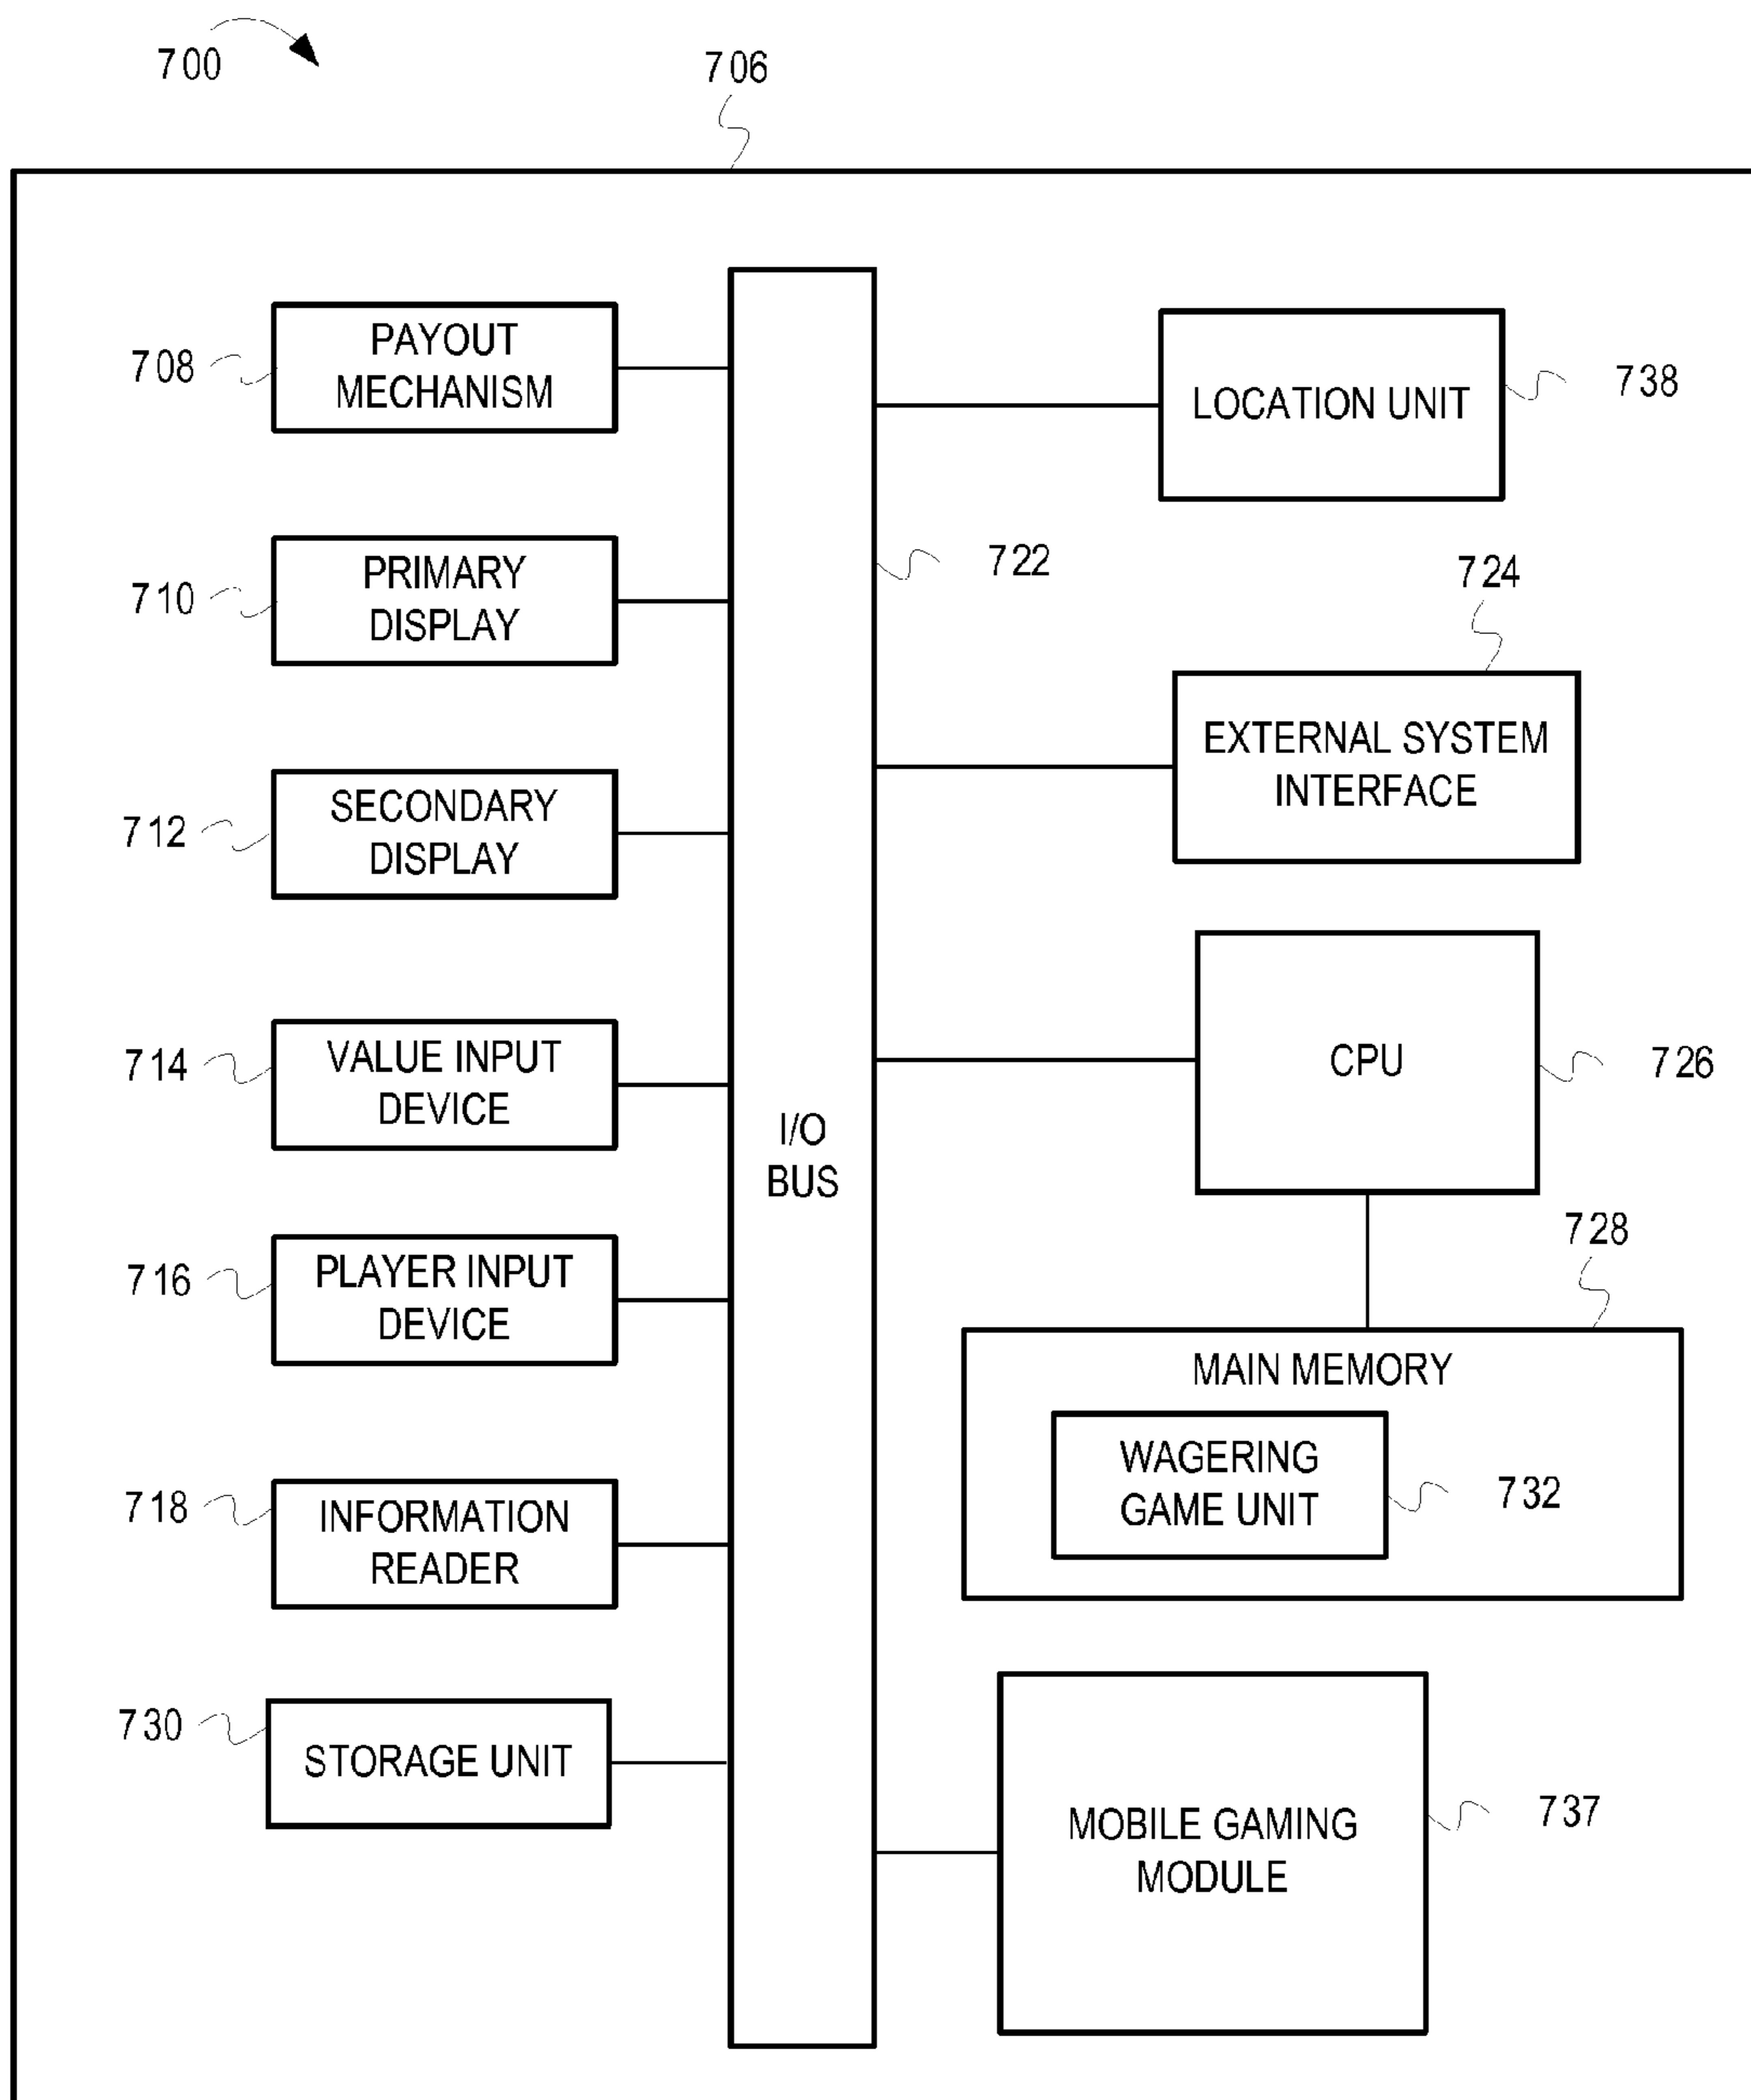 700
706
708
PAYOUT
MECHANISM
LOCATION UNIT
738
710
PRIMARY
DISPLAY
722
724
EXTERNAL SYSTEM
INTERFACE
712
SECONDARY
DISPLAY
714
VALUE INPUT
DEVICE
I/O
BUS
CPU
726
716
PLAYER INPUT
DEVICE
728
MAIN MEMORY
WAGERING
GAME UNIT
732
718
INFORMATION
READER
730
STORAGE UNIT
MOBILE GAMING
MODULE
737